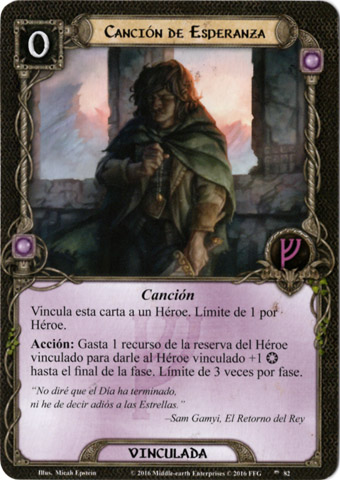 0
Canción de Esperanza
Canción
Vincula esta carta a un Héroe. Límite de 1 por
Héroe.
Acción: Gasta 1 recurso de la reserva del Héroe
vinculado para darle al Héroe vinculado +1
hasta el final de la fase. Límite de 3 veces por fase.
“No diré que el Día ha terminado,
ni he de decir adiós a las Estrellas.”
–Sam Gamyi, El Retorno del Rey
VINCULADA
Illus. Micah Epstein © 2016 Middle-earth Enterprises © 2016 FFG 82